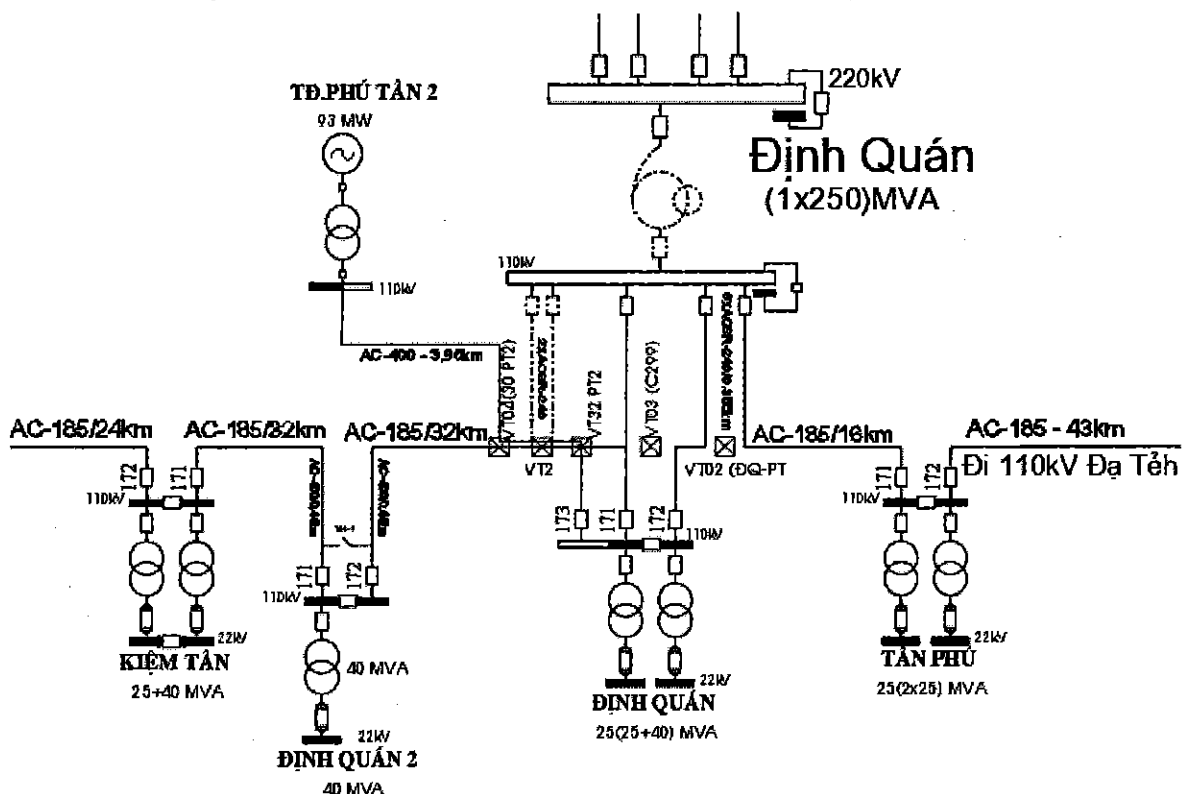 220kV
TĐ.PHÚ TÂN 2
93 MW
Định Quán
(1x250)MVA
110kV
110kV
AC-400 - 3,96km
VT04(30 PT2)
VT32 PT2
VT03 (C299)
AC-185/24km
AC-185/32km
AC-185/32km
AC-185/16km
AC-185 - 43km
VT2
VT02 (ĐQ-PT
Đi 110kV Đạ Tẻh
172
171
171
172
110kV
110kV
173
171
172
110kV
171
172
110kV
22kV
22kV
KIỆM TÂN
40 MVA
TÂN PHÚ
25+40 MVA
22kV
25(2x25) MVA
ĐỊNH QUÁN
22kV
25(25+40) MVA
ĐỊNH QUÁN 2
40 MVA